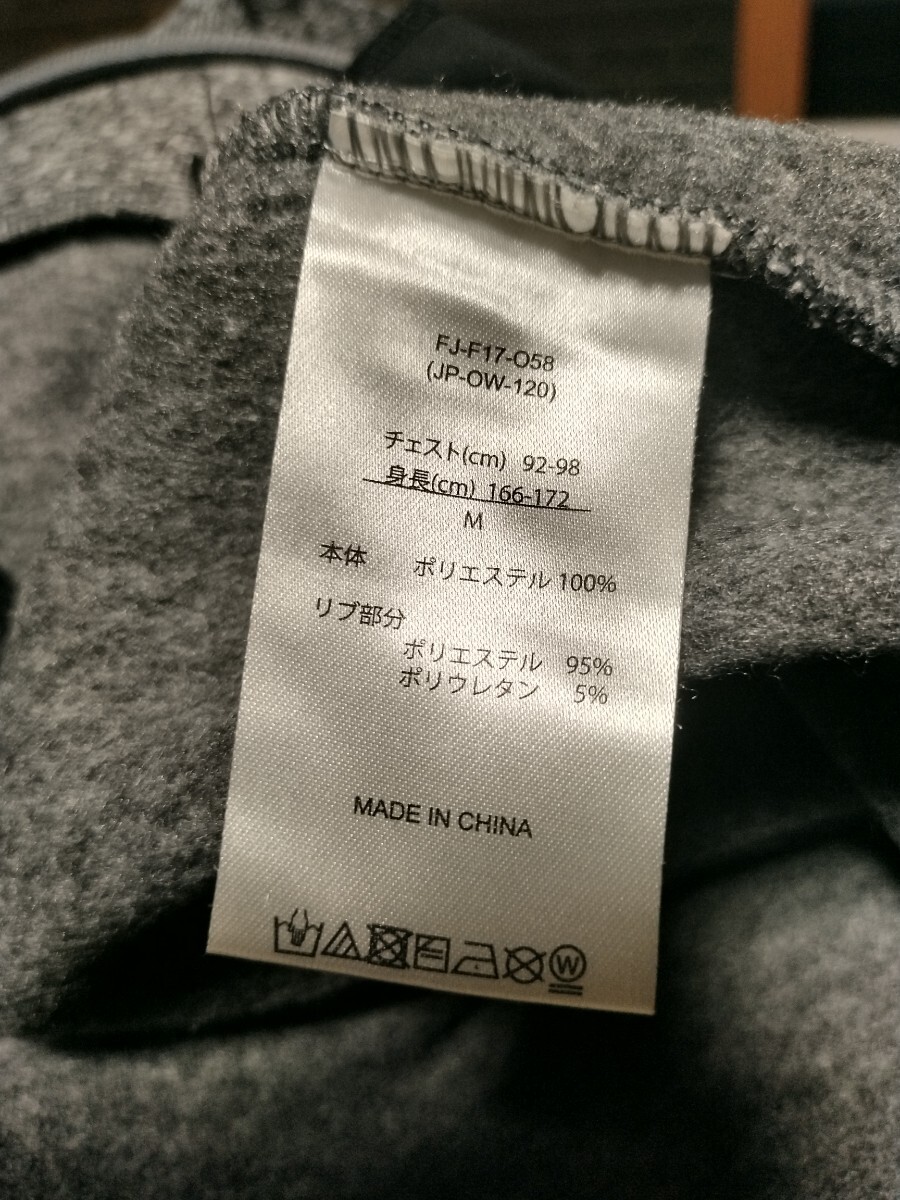 FJ-F17-O58
(JP-OW-120)
チェスト(cm) 92-98
身長(cm) 166-172
M
本体 ポリエステル 100%
リブ部分
ポリエステル 95%
ポリウレタン 5%
MADE IN CHINA
W